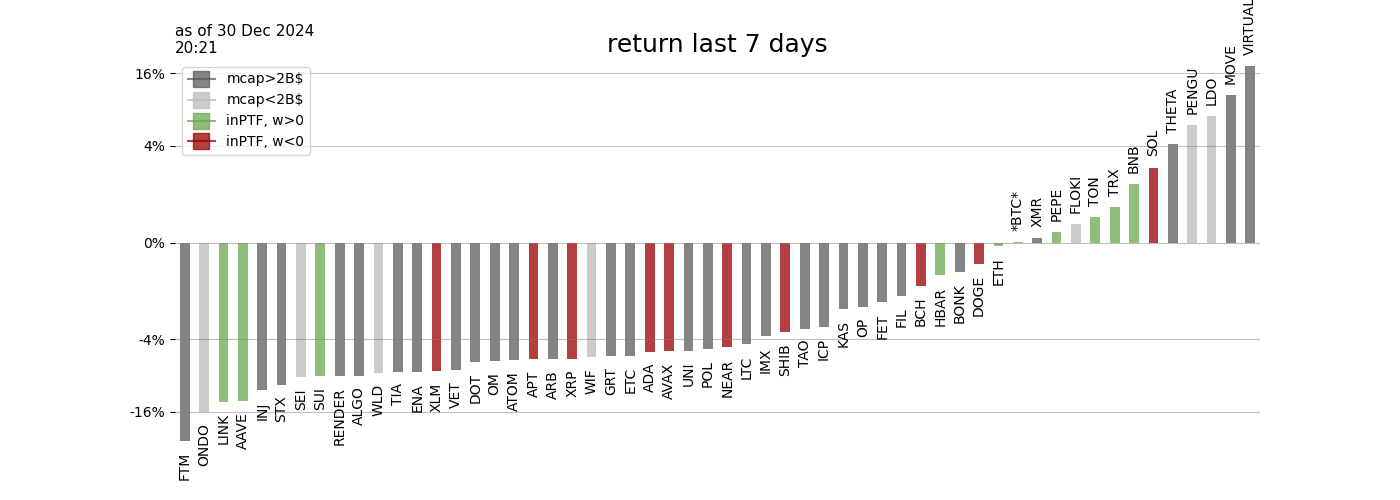 as of 30 Dec 2024
20:21
return last 7 days
mcap>2B$
mcap<2B$
inPTF, w>0
inPTF, w<0
16%
4%
0%
-4%
-16%
FTM
ONDO
LINK
AAVE
INJ
STX
SEI
SUI
RENDER
ALGO
WLD
TIA
ENA
XLM
VET
DOT
OM
ATOM
APT
ARB
XRP
WIF
GRT
ETC
ADA
AVAX
UNI
POL
NEAR
LTC
IMX
SHIB
TAO
ICP
KAS
OP
FET
FIL
BCH
HBAR
BONK
DOGE
ETH
*BTC*
XMR
PEPE
FLOKI
TON
TRX
BNB
SOL
THETA
PENGU
LDO
MOVE
VIRTUAL